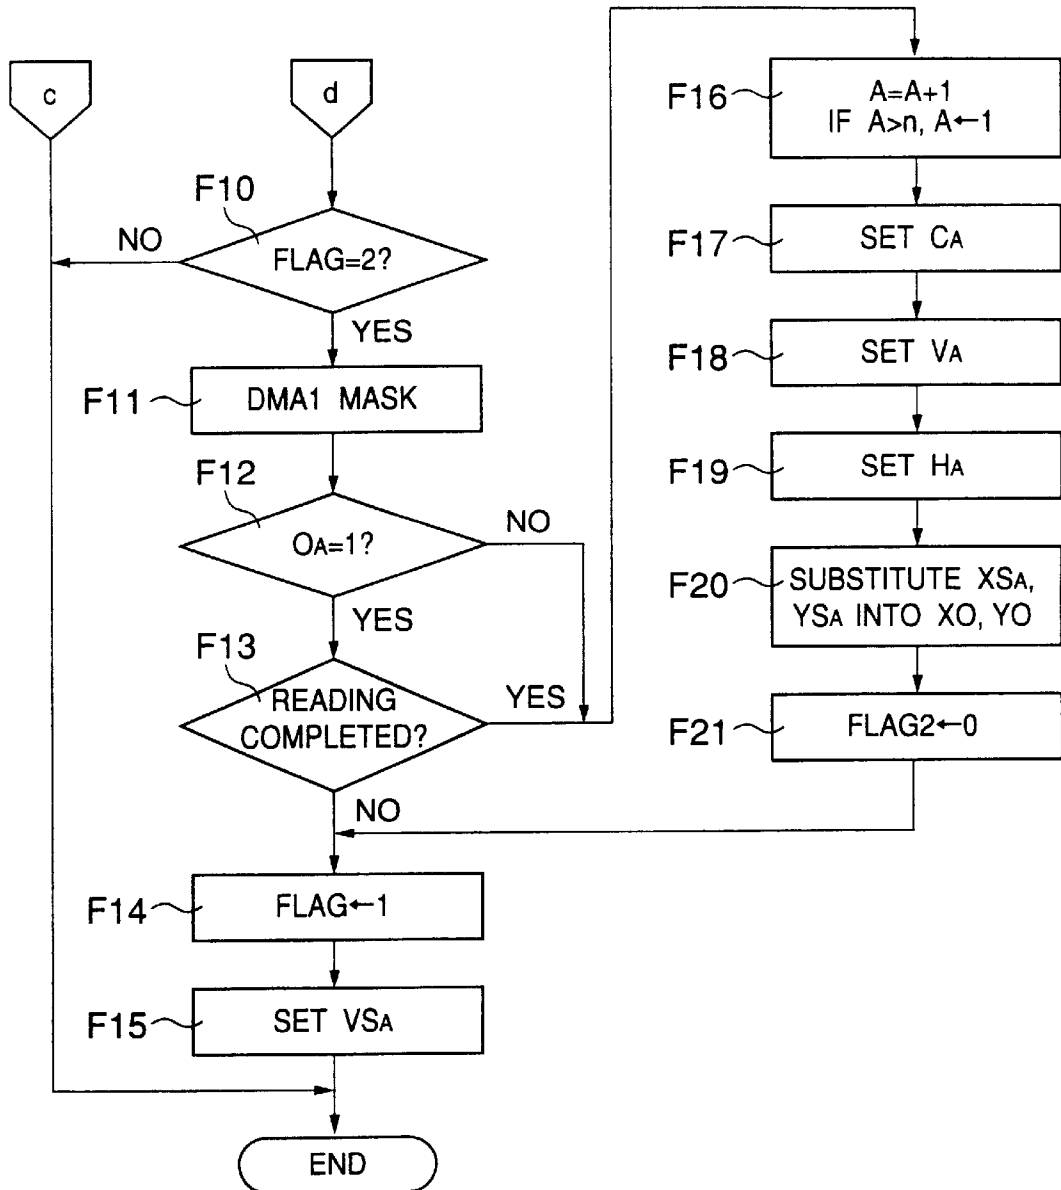 c
d
F10
NO
FLAG=2?
YES
F11
DMA1 MASK
F12
NO
OA=1?
YES
F13
READING
COMPLETED?
YES
NO
F14
FLAG←1
F15
SET VSA
END
F16
A=A+1
IF A>n, A←1
F17
SET CA
F18
SET VA
F19
SET HA
F20
SUBSTITUTE XSA,
YSA INTO XO, YO
F21
FLAG2←0